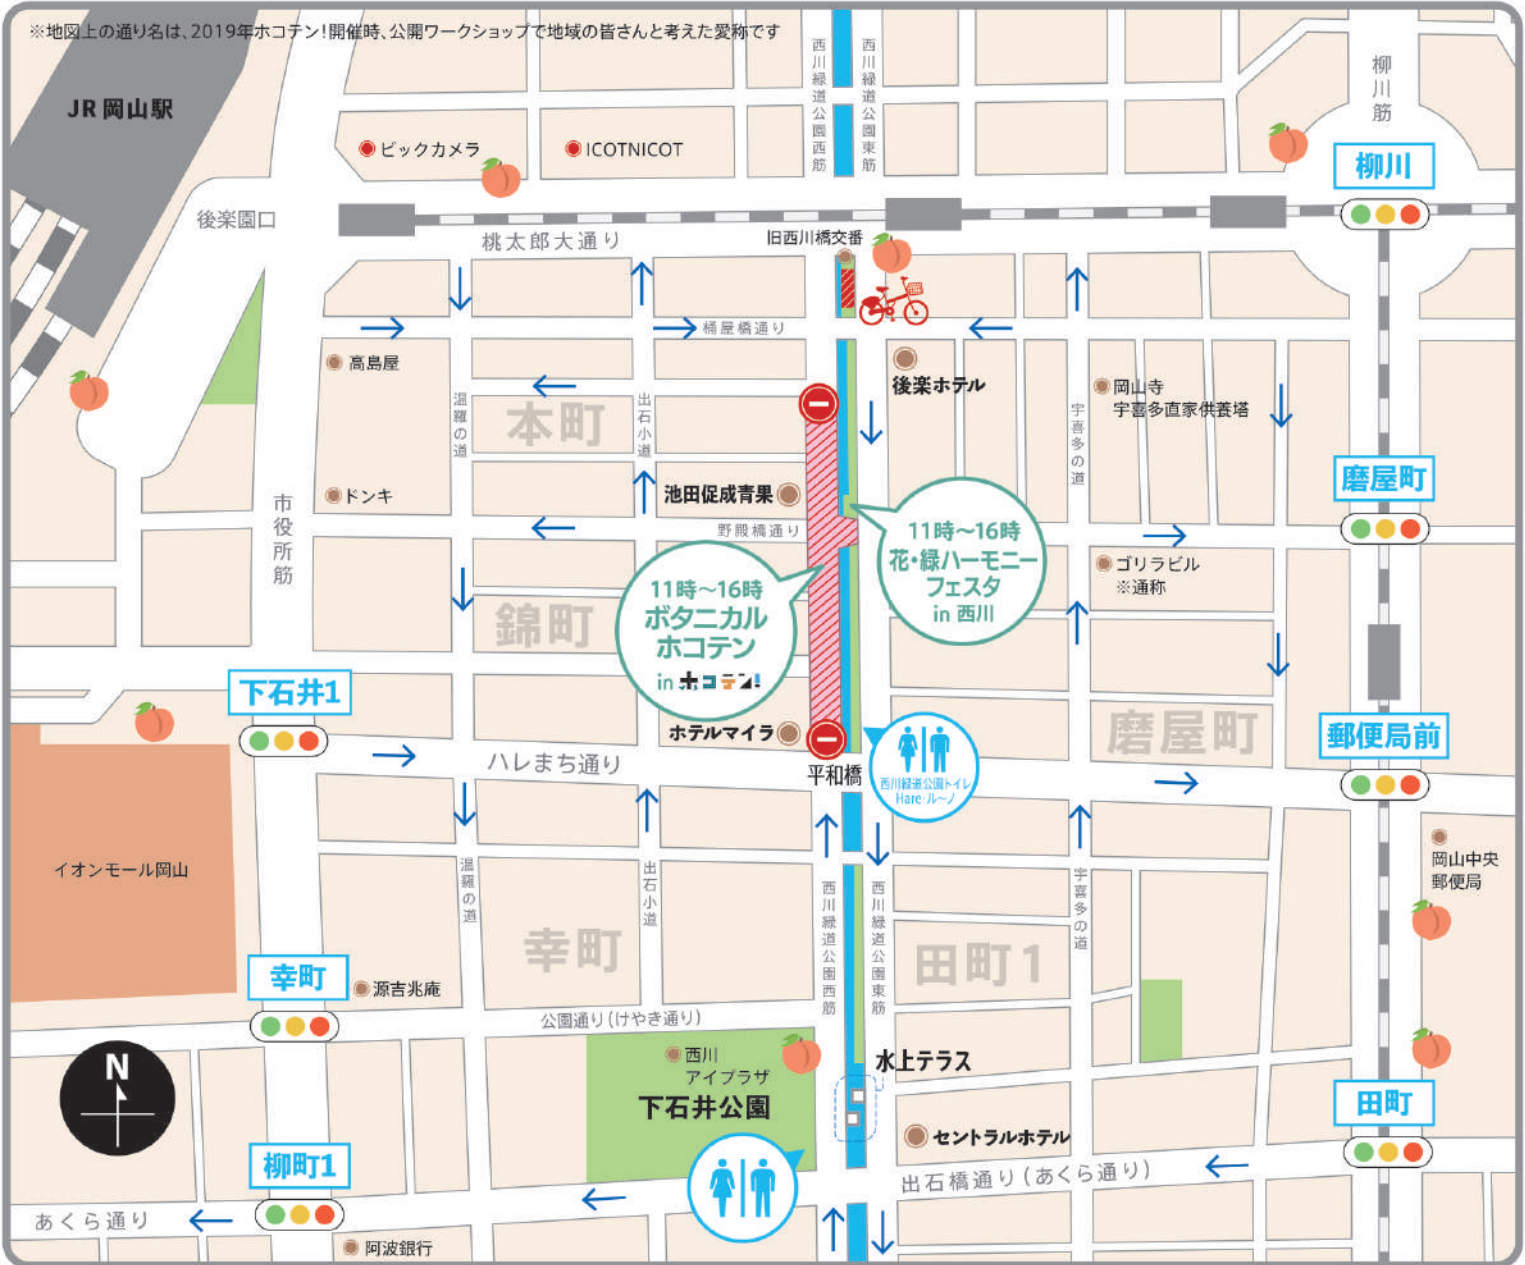 ※地図上の通り名は、2019年ホコテン!開催時、公開ワークショップで地域の皆さんと考えた愛称です
JR 岡山駅
西川緑道公園西筋
西川緑道公園東筋
柳川筋
ビックカメラ
ICOTNICOT
柳川
後楽園口
桃太郎大通り
旧西川橋交番
桶屋橋通り
高島屋
後楽ホテル
岡山寺
宇喜多直家供養塔
温羅の道
本町
出石小道
宇喜多の道
磨屋町
ドンキ
池田促成青果
市役所筋
野殿橋通り
11時〜16時
花・緑ハーモニー
フェスタ
in 西川
ゴリラビル
※通称
11時〜16時
ボタニカル
ホコテン
in ホコテン!
錦町
下石井1
ホテルマイラ
磨屋町
郵便局前
ハレまち通り
平和橋
西川緑道公園トイレ
Hare・ル〜ノ
イオンモール岡山
岡山中央
郵便局
温羅の道
出石小道
西川緑道公園西筋
西川緑道公園東筋
宇喜多の道
幸町
田町1
幸町
源吉兆庵
公園通り(けやき通り)
西川
アイプラザ
下石井公園
水上テラス
N
田町
セントラルホテル
柳町1
出石橋通り(あくら通り)
あくら通り
阿波銀行